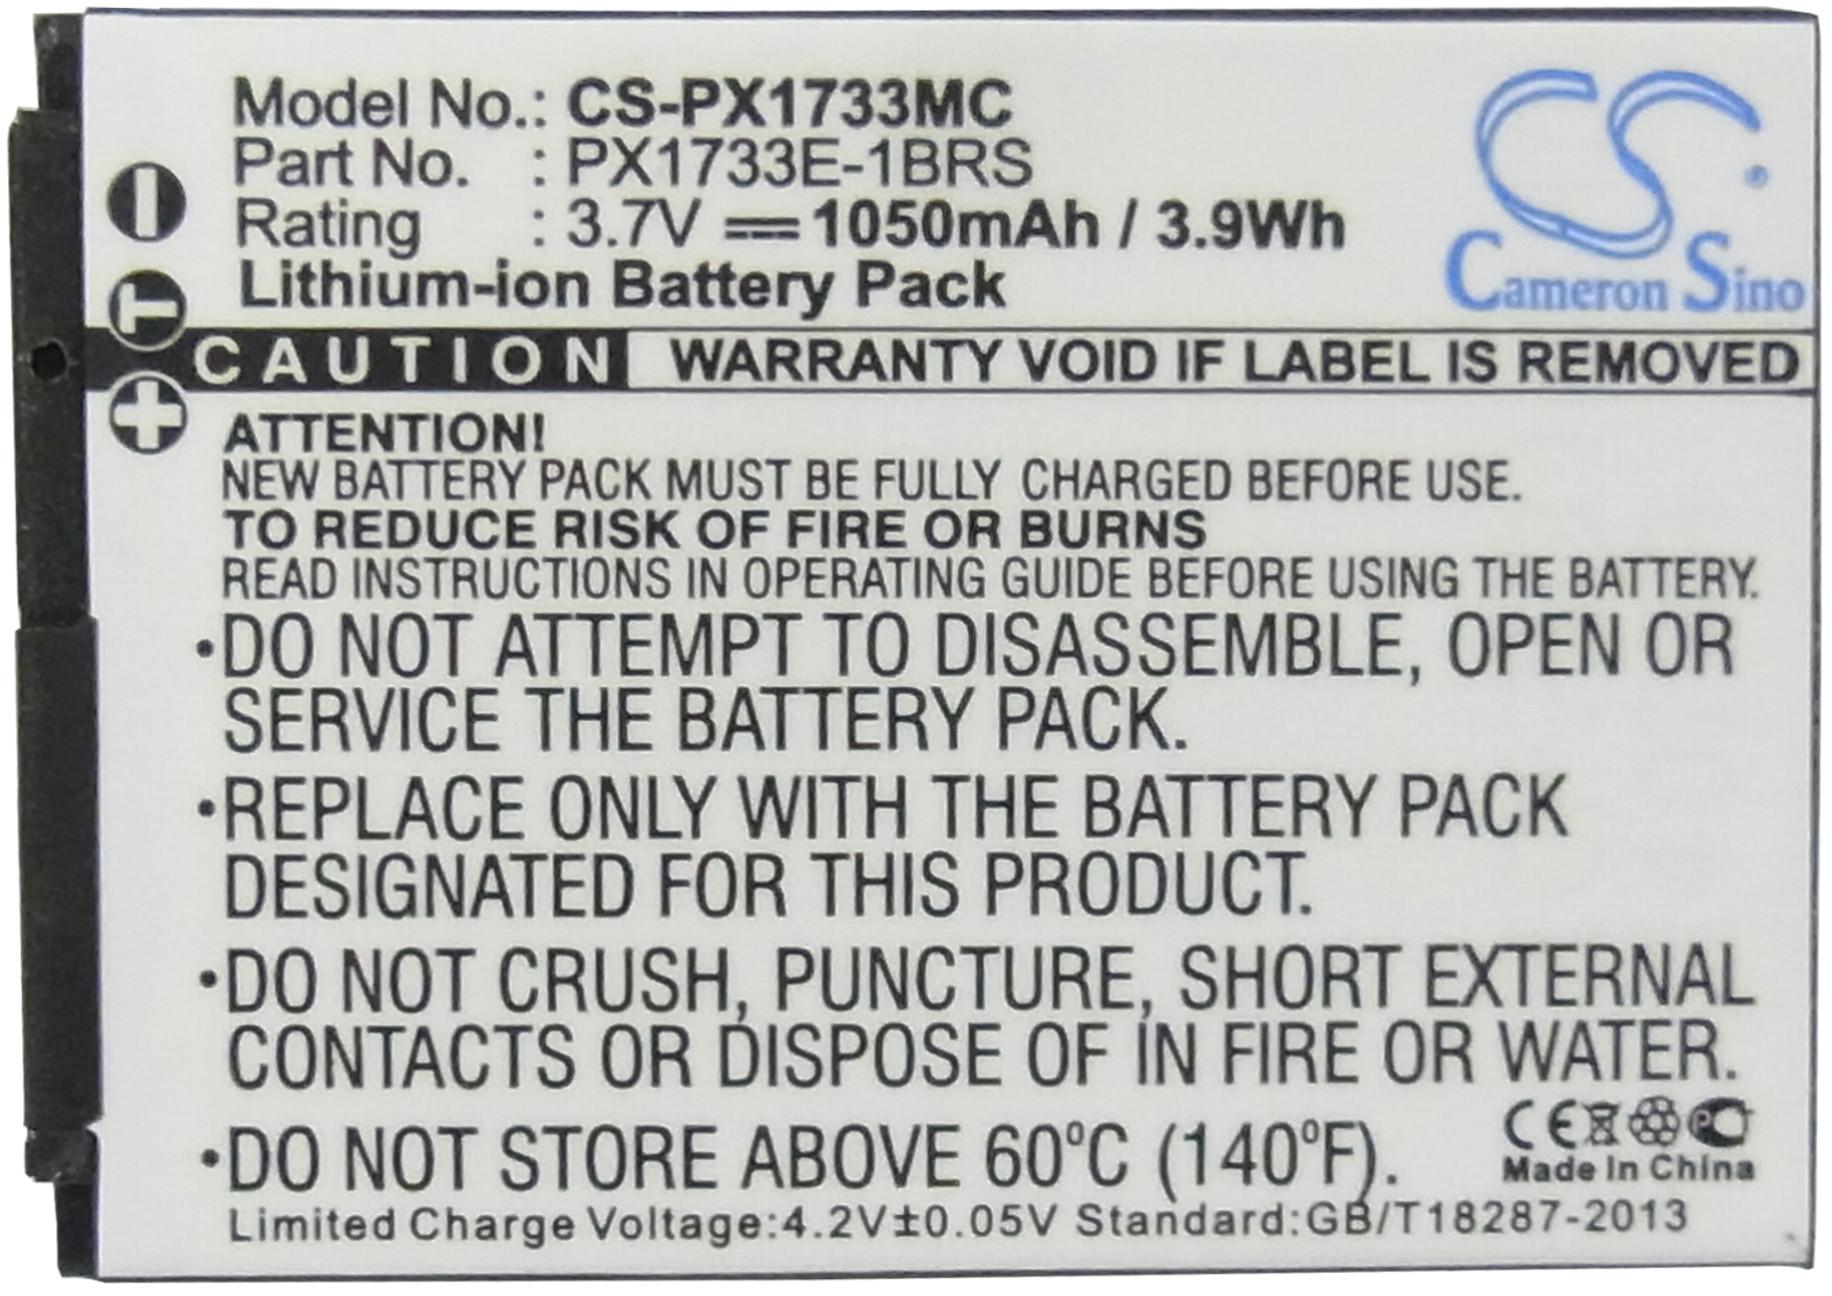 Model No.: CS-PX1733MC
Part No. : PX1733E-1BRS
Rating : 3.7V 1050mAh / 3.9Wh
Lithium-ion Battery Pack
CS
®
Cameron Sino
T
CAUTION WARRANTY VOID IF LABEL IS REMOVED
ATTENTION!
NEW BATTERY PACK MUST BE FULLY CHARGED BEFORE USE.
TO REDUCE RISK OF FIRE OR BURNS
READ INSTRUCTIONS IN OPERATING GUIDE BEFORE USING THE BATTERY.
•DO NOT ATTEMPT TO DISASSEMBLE, OPEN OR
SERVICE THE BATTERY PACK.
•REPLACE ONLY WITH THE BATTERY PACK
DESIGNATED FOR THIS PRODUCT.
•DO NOT CRUSH, PUNCTURE, SHORT EXTERNAL
CONTACTS OR DISPOSE OF IN FIRE OR WATER.
•DO NOT STORE ABOVE 60°C (140°F).
CE
Made In China
Limited Charge Voltage:4.2V±0.05V Standard:GB/T18287-2013